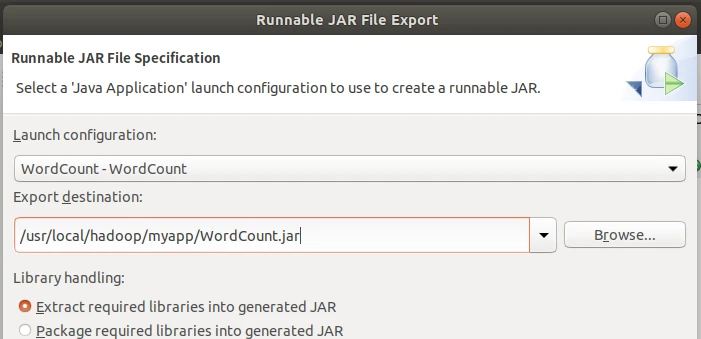 Runnable JAR File Export
Runnable JAR File Specification
Select a 'Java Application' launch configuration to use to create a runnable JAR.
Launch configuration:
WordCount - WordCount
Export destination:
/usr/local/hadoop/myapp/WordCount.jar
Browse...
Library handling:
Extract required libraries into generated JAR
Package required libraries into generated JAR